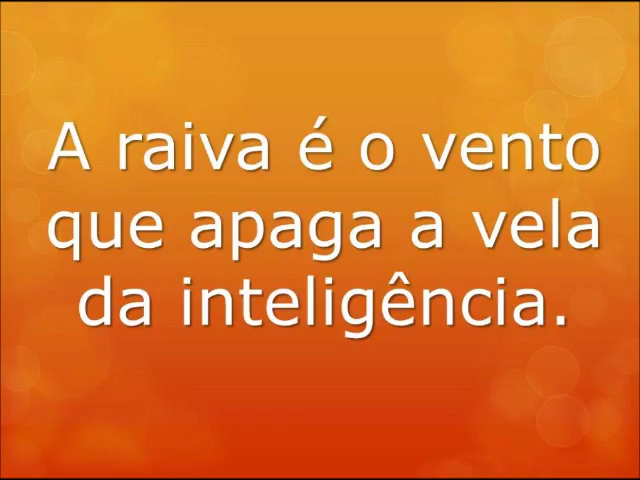 A raiva é o vento
que apaga a vela
da inteligência.